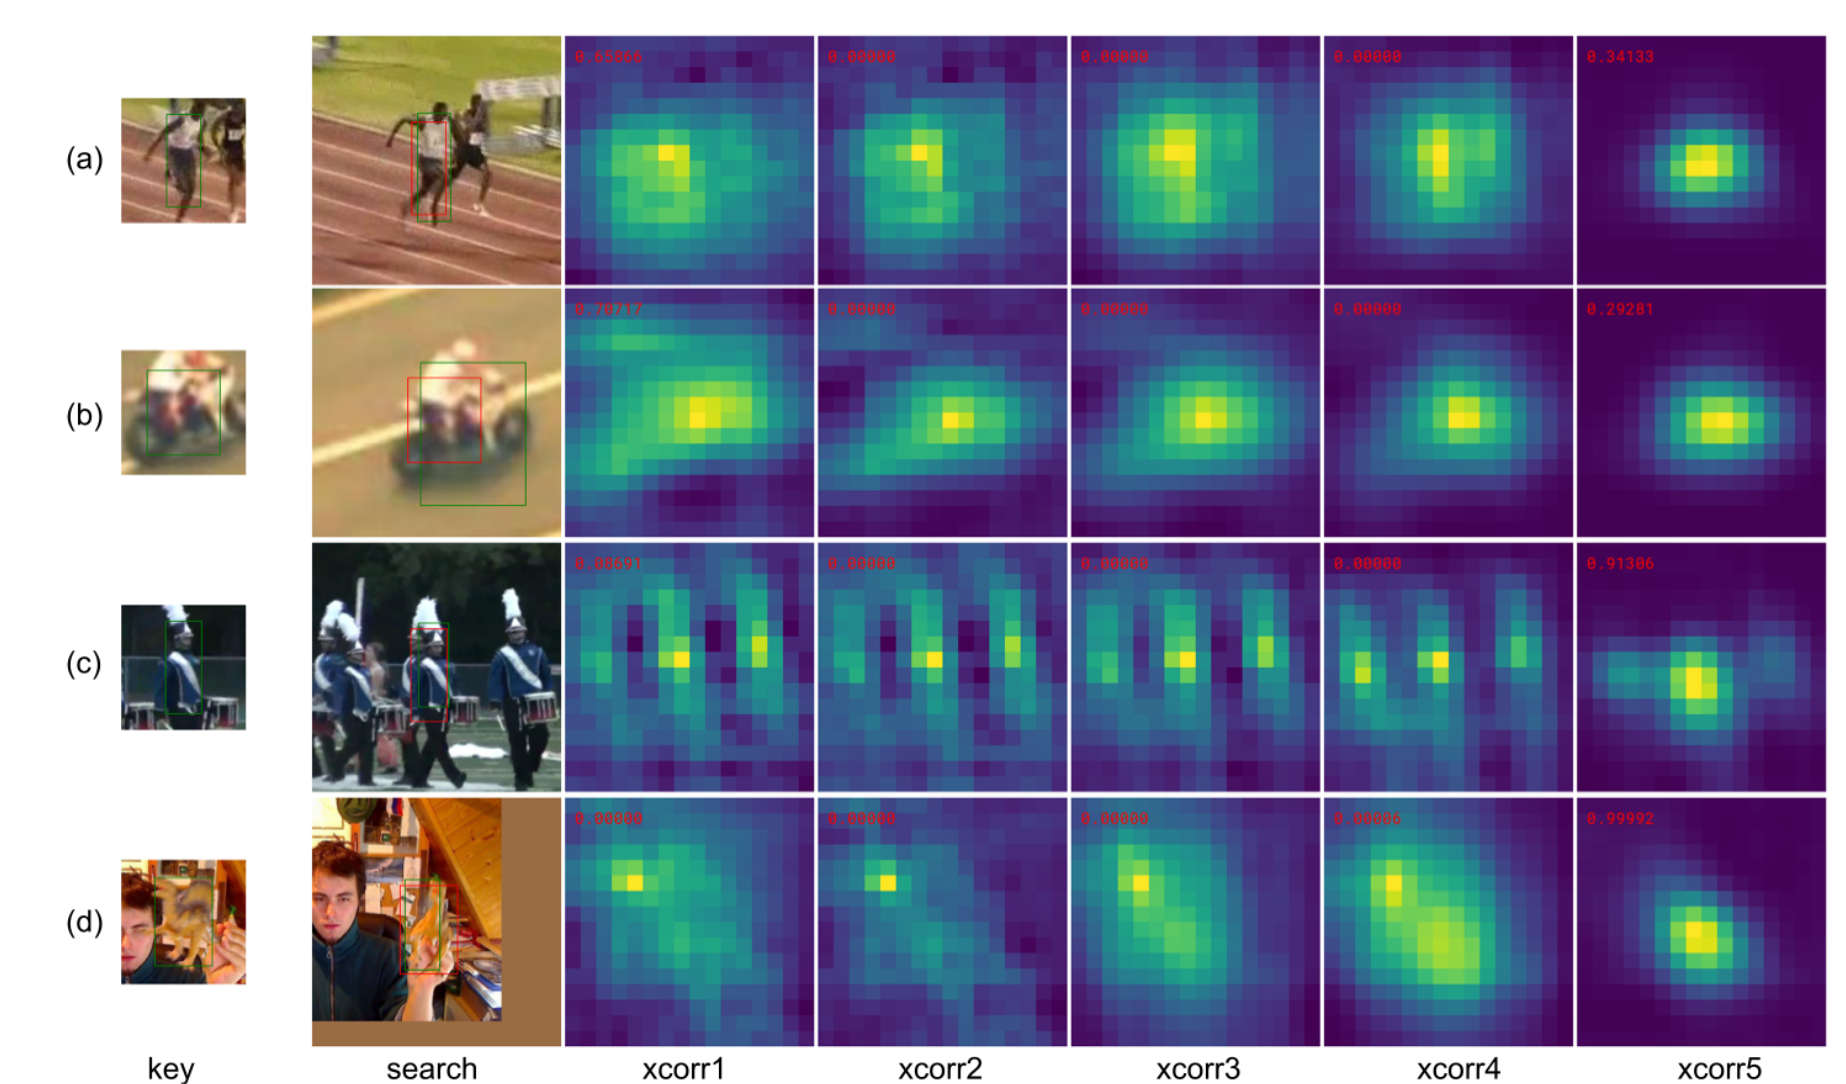 (a) 0.65866 0.00000 0.00000 0.00000 0.34133
(b) 0.70717 0.00000 0.00000 0.00000 0.29281
(c) 0.08691 0.00000 0.00000 0.00000 0.91306
(d) 0.00000 0.00000 0.00000 0.00006 0.99992
key search xcorr1 xcorr2 xcorr3 xcorr4 xcorr5